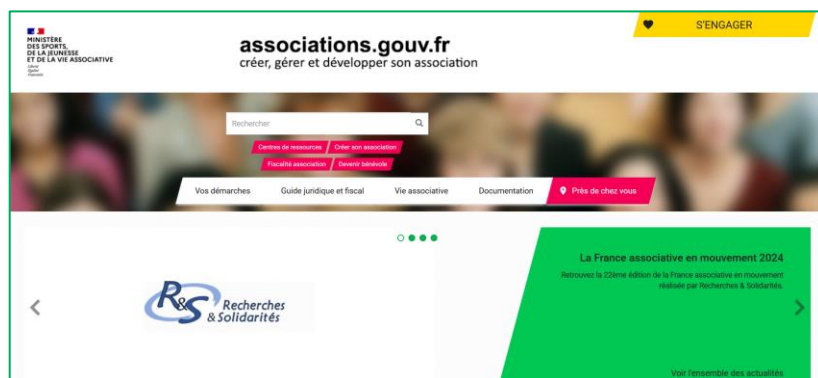 MINISTÈRE
DES SPORTS,
DE LA JEUNESSE
ET DE LA VIE ASSOCIATIVE
Liberté
Égalité
Fraternité
associations.gouv.fr
créer, gérer et développer son association
S'ENGAGER
Rechercher
Centres de ressources
Créer son association
Fiscalité association
Devenir bénévole
Vos démarches
Guide juridique et fiscal
Vie associative
Documentation
Près de chez vous
R&S Recherches
& Solidarités
La France associative en mouvement 2024
Retrouvez la 22ème édition de la France associative en mouvement
réalisée par Recherches & Solidarités.
Voir l'ensemble des actualités